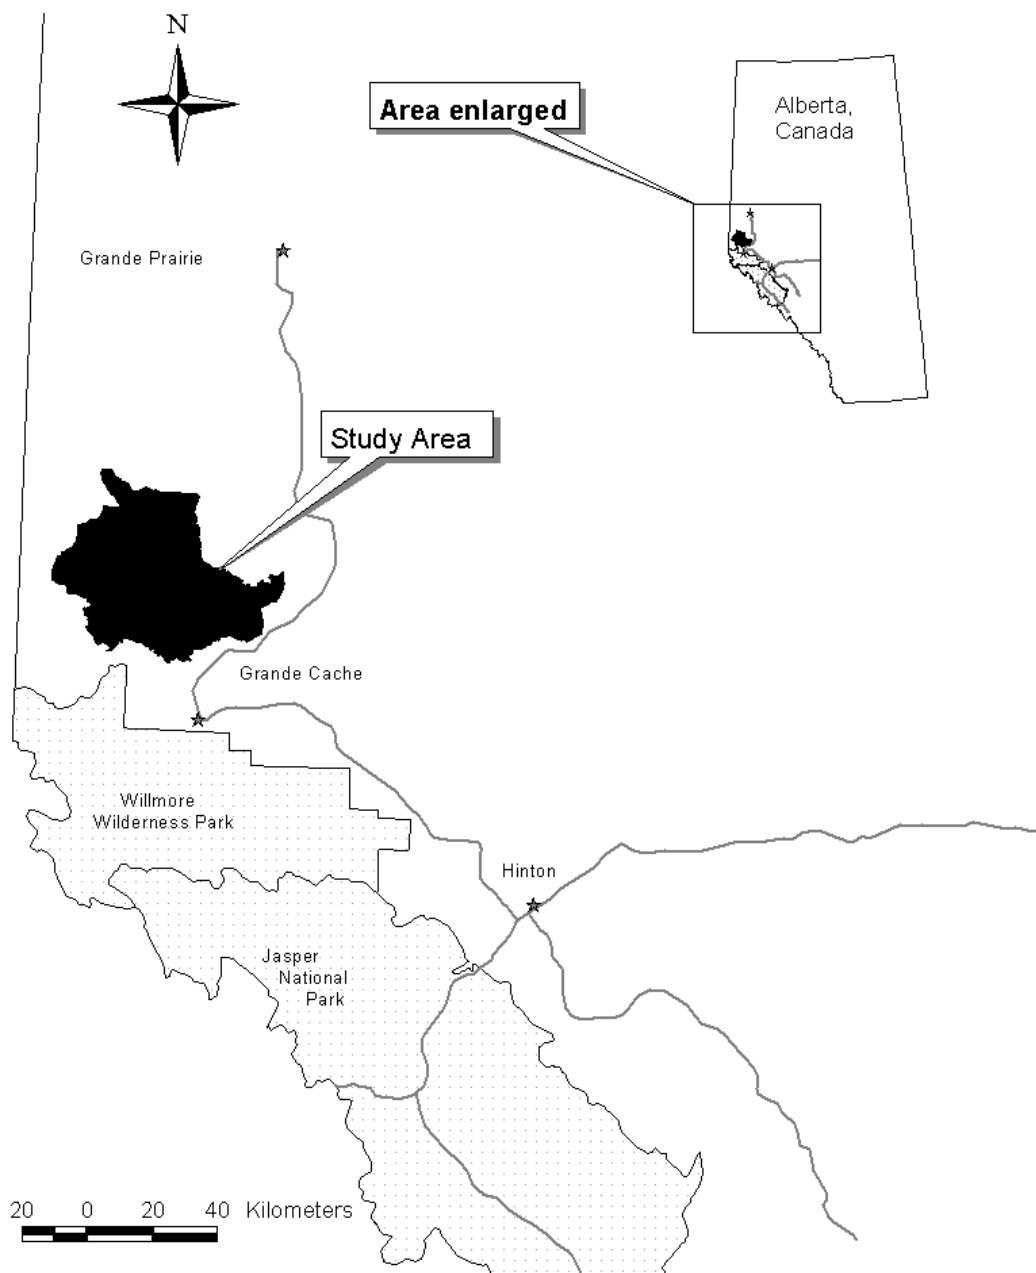 N
Area enlarged
Alberta,
Canada
Grande Prairie
Study Area
Grande Cache
Willmore
Wilderness Park
Hinton
Jasper
National
Park
20 0 20 40 Kilometers